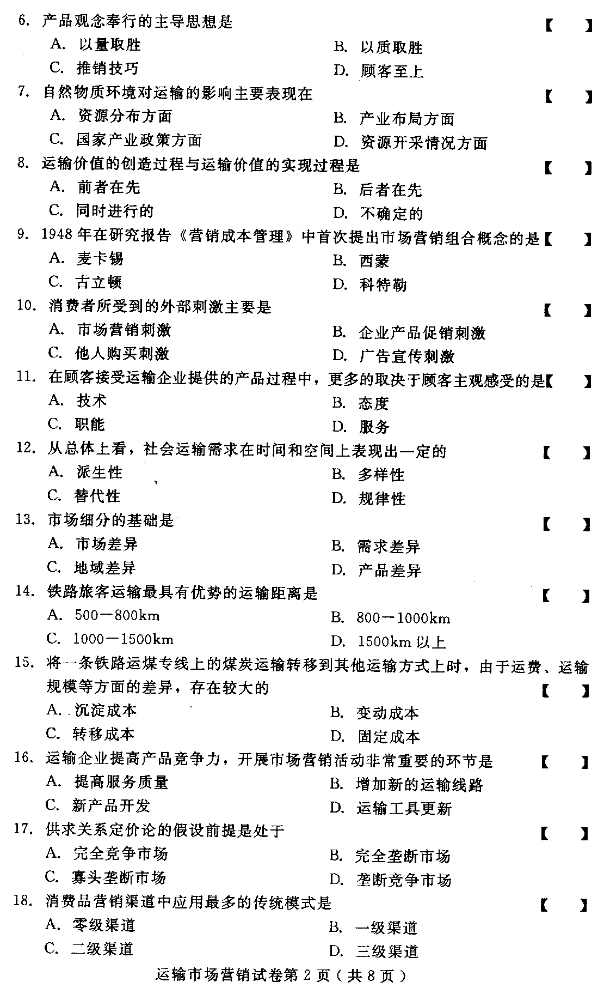 6. 产品观念奉行的主导思想是 【 】
A. 以量取胜 B. 以质取胜
C. 推销技巧 D. 顾客至上
7. 自然物质环境对运输的影响主要表现在 【 】
A. 资源分布方面 B. 产业布局方面
C. 国家产业政策方面 D. 资源开采情况方面
8. 运输价值的创造过程与运输价值的实现过程是 【 】
A. 前者在先 B. 后者在先
C. 同时进行的 D. 不确定的
9. 1948年在研究报告《营销成本管理》中首次提出市场营销组合概念的是【 】
A. 麦卡锡 B. 西蒙
C. 古立顿 D. 科特勒
10. 消费者所受到的外部刺激主要是 【 】
A. 市场营销刺激 B. 企业产品促销刺激
C. 他人购买刺激 D. 广告宣传刺激
11. 在顾客接受运输企业提供的产品过程中，更多的取决于顾客主观感受的是【 】
A. 技术 B. 态度
C. 职能 D. 服务
12. 从总体上看，社会运输需求在时间和空间上表现出一定的 【 】
A. 派生性 B. 多样性
C. 替代性 D. 规律性
13. 市场细分的基础是 【 】
A. 市场差异 B. 需求差异
C. 地域差异 D. 产品差异
14. 铁路旅客运输最具有优势的运输距离是 【 】
A. 500－800km B. 800－1000km
C. 1000－1500km D. 1500km以上
15. 将一条铁路运煤专线上的煤炭运输转移到其他运输方式上时，由于运费、运输
规模等方面的差异，存在较大的 【 】
A. 沉淀成本 B. 变动成本
C. 转移成本 D. 固定成本
16. 运输企业提高产品竞争力，开展市场营销活动非常重要的环节是 【 】
A. 提高服务质量 B. 增加新的运输线路
C. 新产品开发 D. 运输工具更新
17. 供求关系定价论的假设前提是处于 【 】
A. 完全竞争市场 B. 完全垄断市场
C. 寡头垄断市场 D. 垄断竞争市场
18. 消费品营销渠道中应用最多的传统模式是 【 】
A. 零级渠道 B. 一级渠道
C. 二级渠道 D. 三级渠道
运输市场营销试卷第2页（共8页）